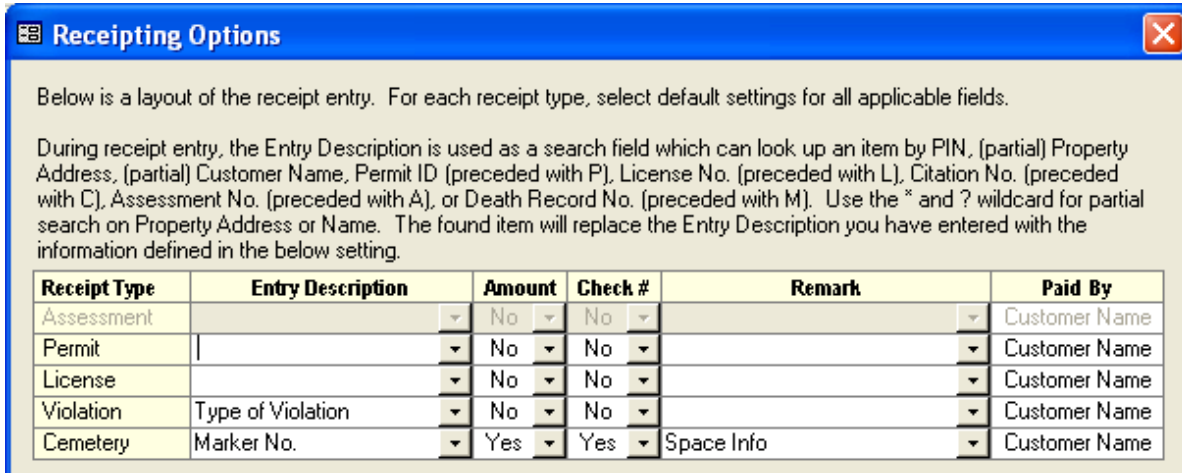 Receipting Options
Below is a layout of the receipt entry. For each receipt type, select default settings for all applicable fields.
During receipt entry, the Entry Description is used as a search field which can look up an item by PIN, (partial) Property
Address, (partial) Customer Name, Permit ID (preceded with P), License No. (preceded with L), Citation No. (preceded
with C), Assessment No. (preceded with A), or Death Record No. (preceded with M). Use the * and ? wildcard for partial
search on Property Address or Name. The found item will replace the Entry Description you have entered with the
information defined in the below setting.
Receipt Type Entry Description Amount Check # Remark Paid By
Assessment No No Customer Name
Permit No No Customer Name
License No No Customer Name
Violation Type of Violation No No Customer Name
Cemetery Marker No. Yes Yes Space Info Customer Name